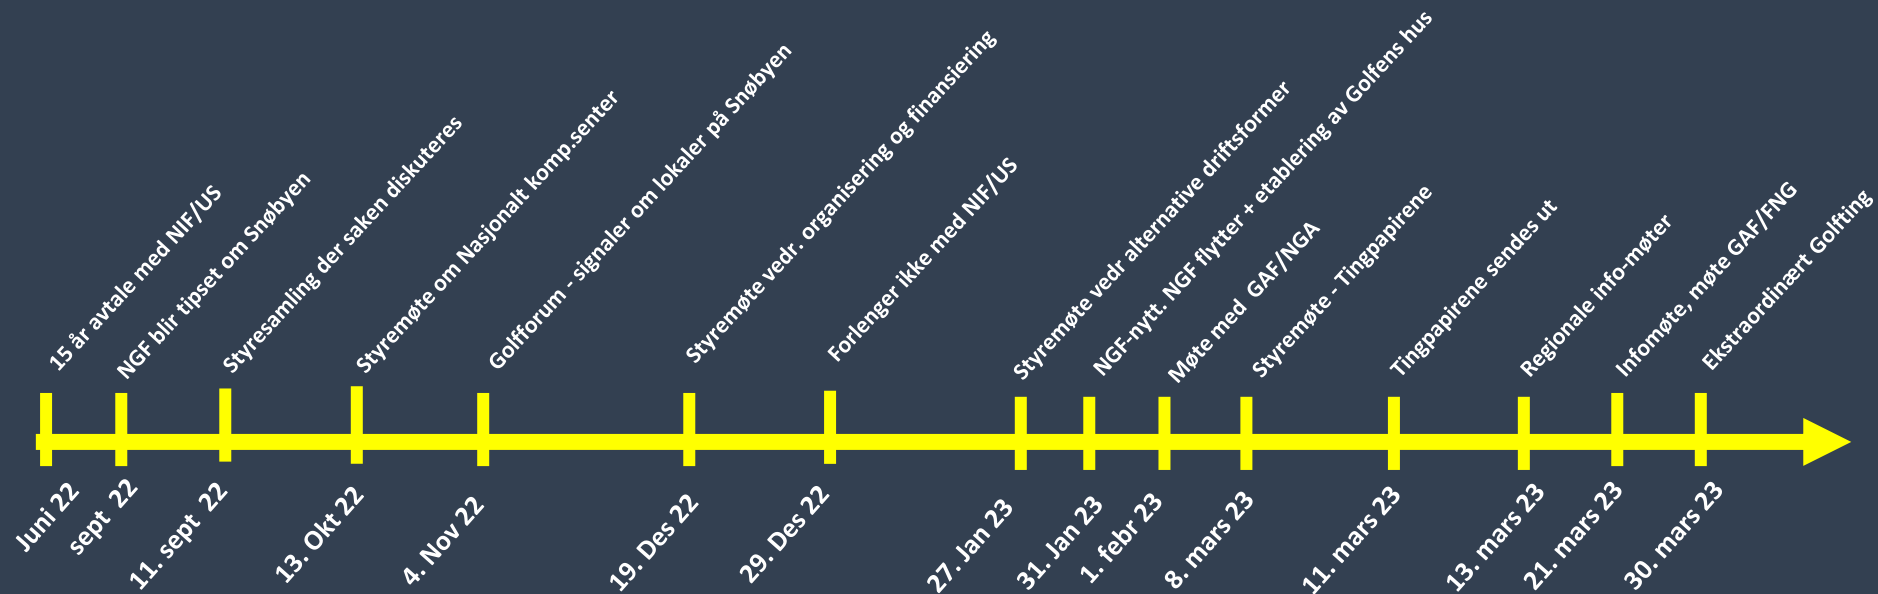 15 år avtale med NIF/US
NGF blir tipset om Snøbyen
Styresamling der saken diskuteres
Styremøte om Nasjonalt komp.senter
Golfforum - signaler om lokaler på Snøbyen
Styremøte vedr. organisering og finansiering
Forlenger ikke med NIF/US
Styremøte vedr alternative driftsformer
NGF-nytt. NGF flytter + etablering av Golfens hus
Møte med GAF/NGA
Styremøte - Tingpapirene
Tingpapirene sendes ut
Regionale info-møter
Infomøte, møte GAF/FNG
Ekstraordinært Golfting
Juni 22
sept 22
11. sept 22
13. Okt 22
4. Nov 22
19. Des 22
29. Des 22
27. Jan 23
31. Jan 23
1. febr 23
8. mars 23
11. mars 23
13. mars 23
21. mars 23
30. mars 23